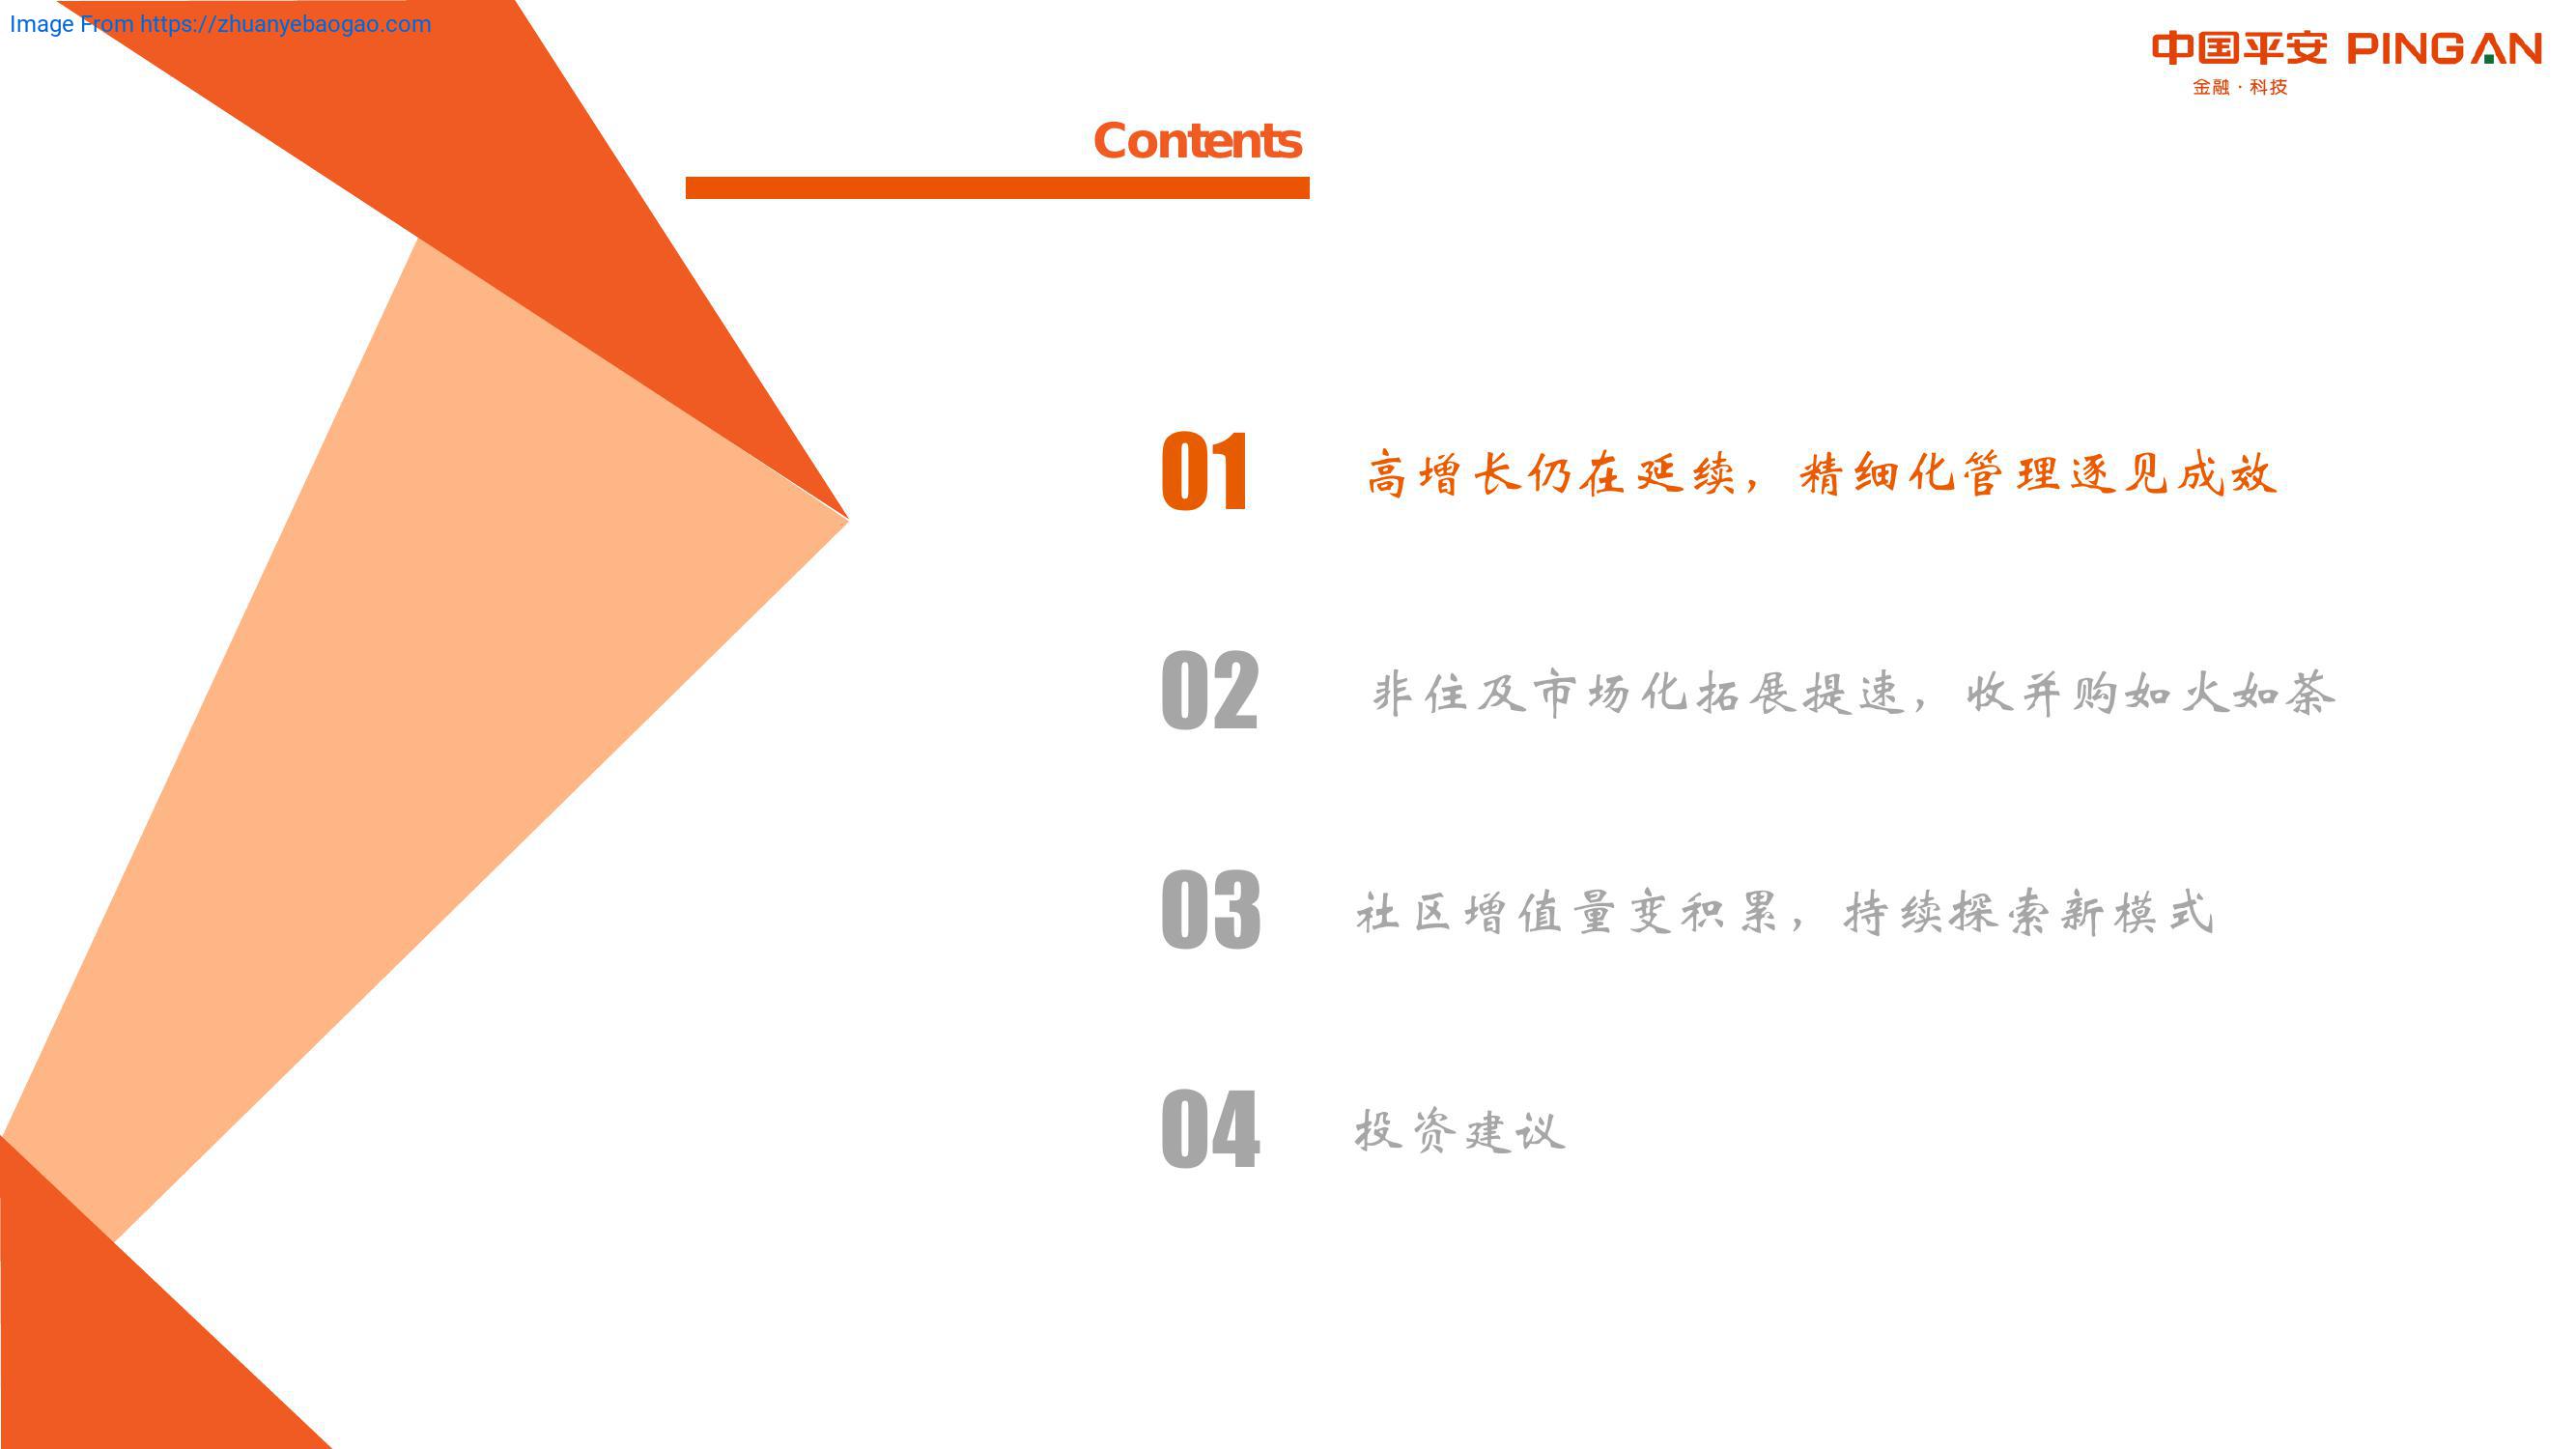 Image From https://zhuanyebaogao.com
中国平安 PINGAN
金融·科技
Contents
01 高增长仍在延续，精细化管理逐见成效
02 非住及市场化拓展提速，收并购如火如荼
03 社区增值量变积累，持续探索新模式
04 投资建议